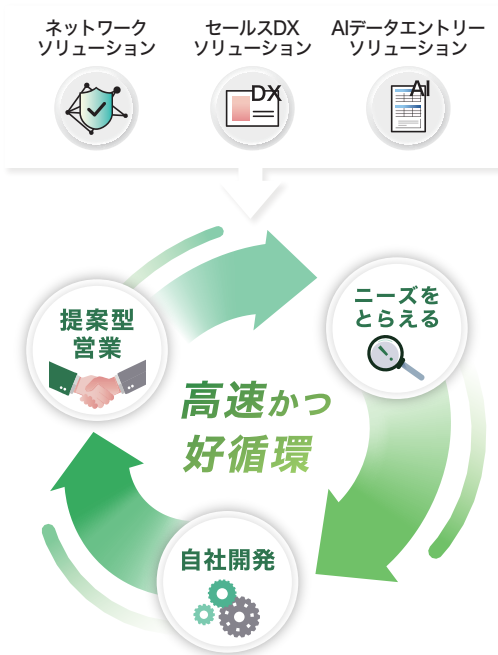 ネットワーク
ソリューション
セールスDX
ソリューション
AIデータエントリー
ソリューション
DX
AI
提案型
営業
ニーズを
とらえる
高速かつ
好循環
自社開発